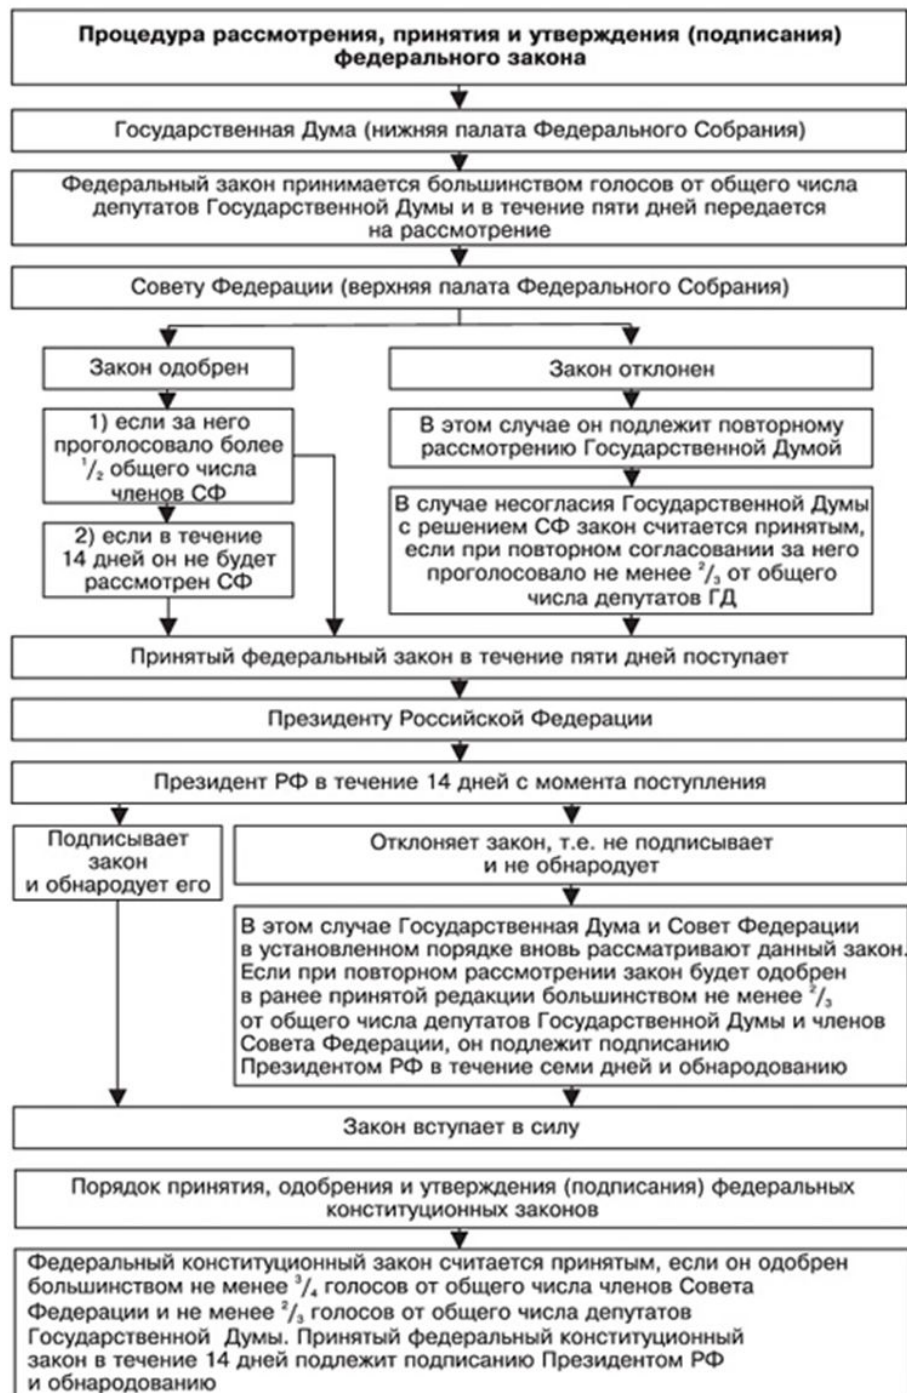 Процедура рассмотрения, принятия и утверждения (подписания)
федерального закона
Государственная Дума (нижняя палата Федерального Собрания)
Федеральный закон принимается большинством голосов от общего числа
депутатов Государственной Думы и в течение пяти дней передается
на рассмотрение
Совету Федерации (верхняя палата Федерального Собрания)
Закон одобрен
1) если за него
проголосовало более
1/2 общего числа
членов СФ
2) если в течение
14 дней он не будет
рассмотрен СФ
Закон отклонен
В этом случае он подлежит повторному
рассмотрению Государственной Думой
В случае несогласия Государственной Думы
с решением СФ закон считается принятым,
если при повторном согласовании за него
проголосовало не менее 2/3 от общего
числа депутатов ГД
Принятый федеральный закон в течение пяти дней поступает
Президенту Российской Федерации
Президент РФ в течение 14 дней с момента поступления
Подписывает
закон
и обнародует его
Отклоняет закон, т.е. не подписывает
и не обнародует
В этом случае Государственная Дума и Совет Федерации
в установленном порядке вновь рассматривают данный закон.
Если при повторном рассмотрении закон будет одобрен
в ранее принятой редакции большинством не менее 2/3
от общего числа депутатов Государственной Думы и членов
Совета Федерации, он подлежит подписанию
Президентом РФ в течение семи дней и обнародованию
Закон вступает в силу
Порядок принятия, одобрения и утверждения (подписания) федеральных
конституционных законов
Федеральный конституционный закон считается принятым, если он одобрен
большинством не менее 3/4 голосов от общего числа членов Совета
Федерации и не менее 2/3 голосов от общего числа депутатов
Государственной Думы. Принятый федеральный конституционный
закон в течение 14 дней подлежит подписанию Президентом РФ
и обнародованию